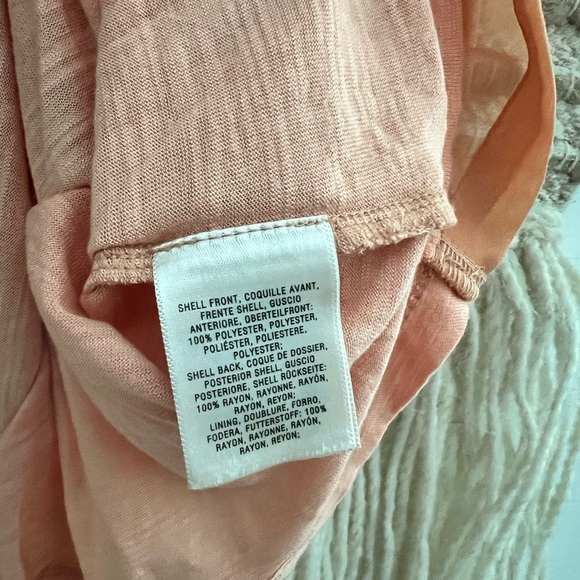 SHELL FRONT, COQUILLE AVANT,
FRENTE SHELL, GUSCIO
ANTERIORE, OBERTEILFRONT:
100% POLYESTER, POLYESTER,
POLIÉSTER, POLIESTERE,
POLYESTER;
SHELL BACK, COQUE DE DOSSIER,
POSTERIOR SHELL, GUSCIO
POSTERIORE, SHELL RÜCKSEITE:
100% RAYON, RAYONNE, RAYÓN,
RAYON, REYON;
LINING, DOUBLURE, FORRO,
FODERA, FUTTERSTOFF: 100%
RAYON, RAYONNE, RAYÓN,
RAYON, REYON;